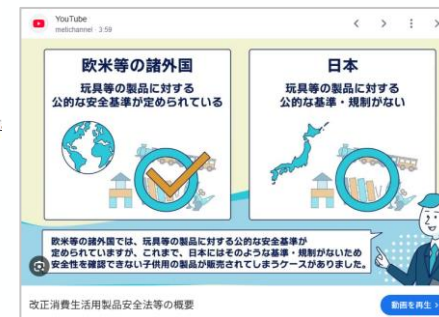 YouTube
metichannel · 3:59
欧米等の諸外国
玩具等の製品に対する
公的な安全基準が定められている
日本
玩具等の製品に対する
公的な基準・規制がない
欧米等の諸外国では、玩具等の製品に対する公的な安全基準が
定められていますが、これまで、日本にはそのような基準・規制がないため
安全性を確認できない子供用の製品が販売されてしまうケースがありました。
改正消費生活用製品安全法等の概要
動画を再生